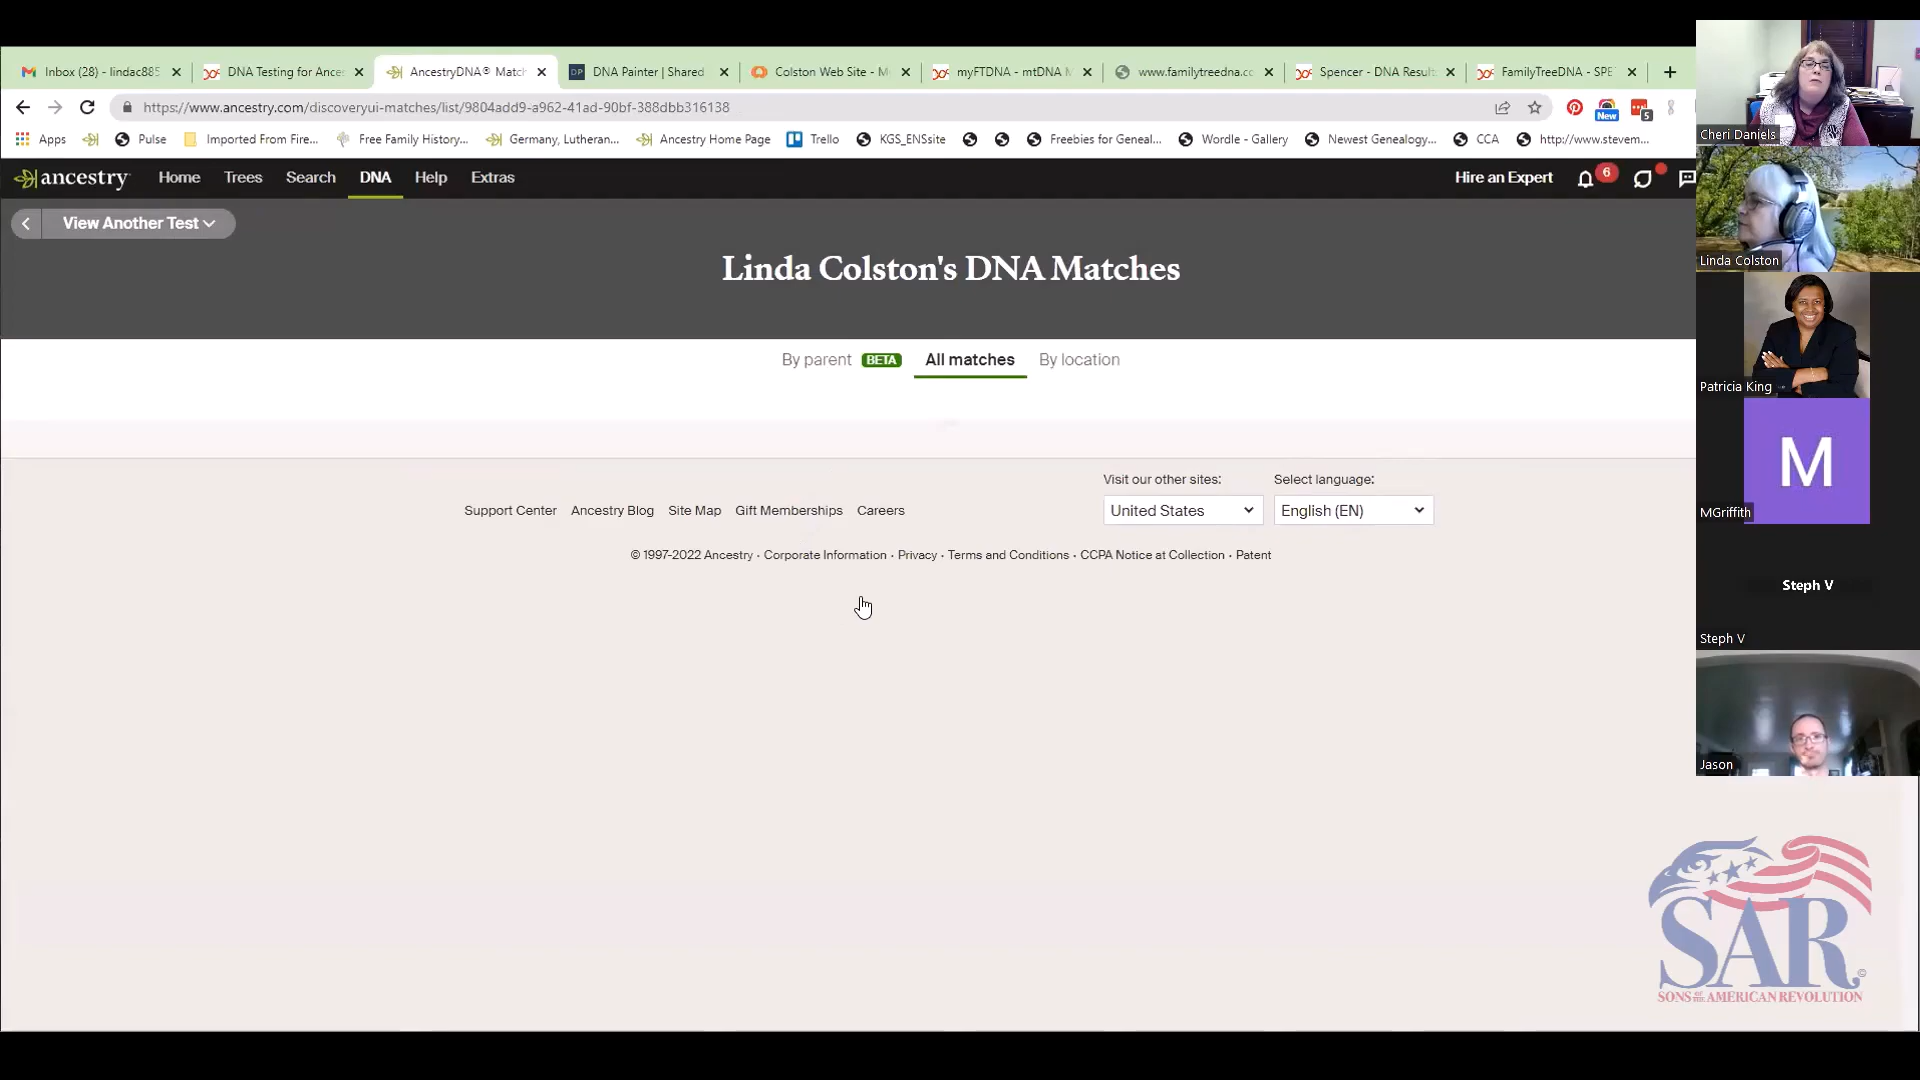 Inbox (28) - lindac885
DNA Testing for Ance
AncestryDNA® Matc
DNA Painter | Shared
Colston Web Site - M
myFTDNA - mtDNA M
www.familytreedna.cc
Spencer - DNA Result
FamilyTreeDNA - SPE
https://www.ancestry.com/discoveryui-matches/list/9804add9-a962-41ad-90bf-388dbb316138
New
5
Apps
Pulse
Imported From Fire...
Free Family History...
Germany, Lutheran...
Ancestry Home Page
Trello
KGS_ENSsite
Freebies for Geneal...
Wordle - Gallery
Newest Genealogy...
CCA
http://www.stevem...
ancestry
Home
Trees
Search
DNA
Help
Extras
Hire an Expert
6
View Another Test
Linda Colston's DNA Matches
By parent BETA
All matches
By location
Visit our other sites:
Select language:
Support Center
Ancestry Blog
Site Map
Gift Memberships
Careers
United States
English (EN)
© 1997-2022 Ancestry · Corporate Information · Privacy · Terms and Conditions · CCPA Notice at Collection · Patent
Cheri Daniels
Linda Colston
Patricia King
M
MGriffith
Steph V
Steph V
Jason
SAR
©
SONS OF THE AMERICAN REVOLUTION